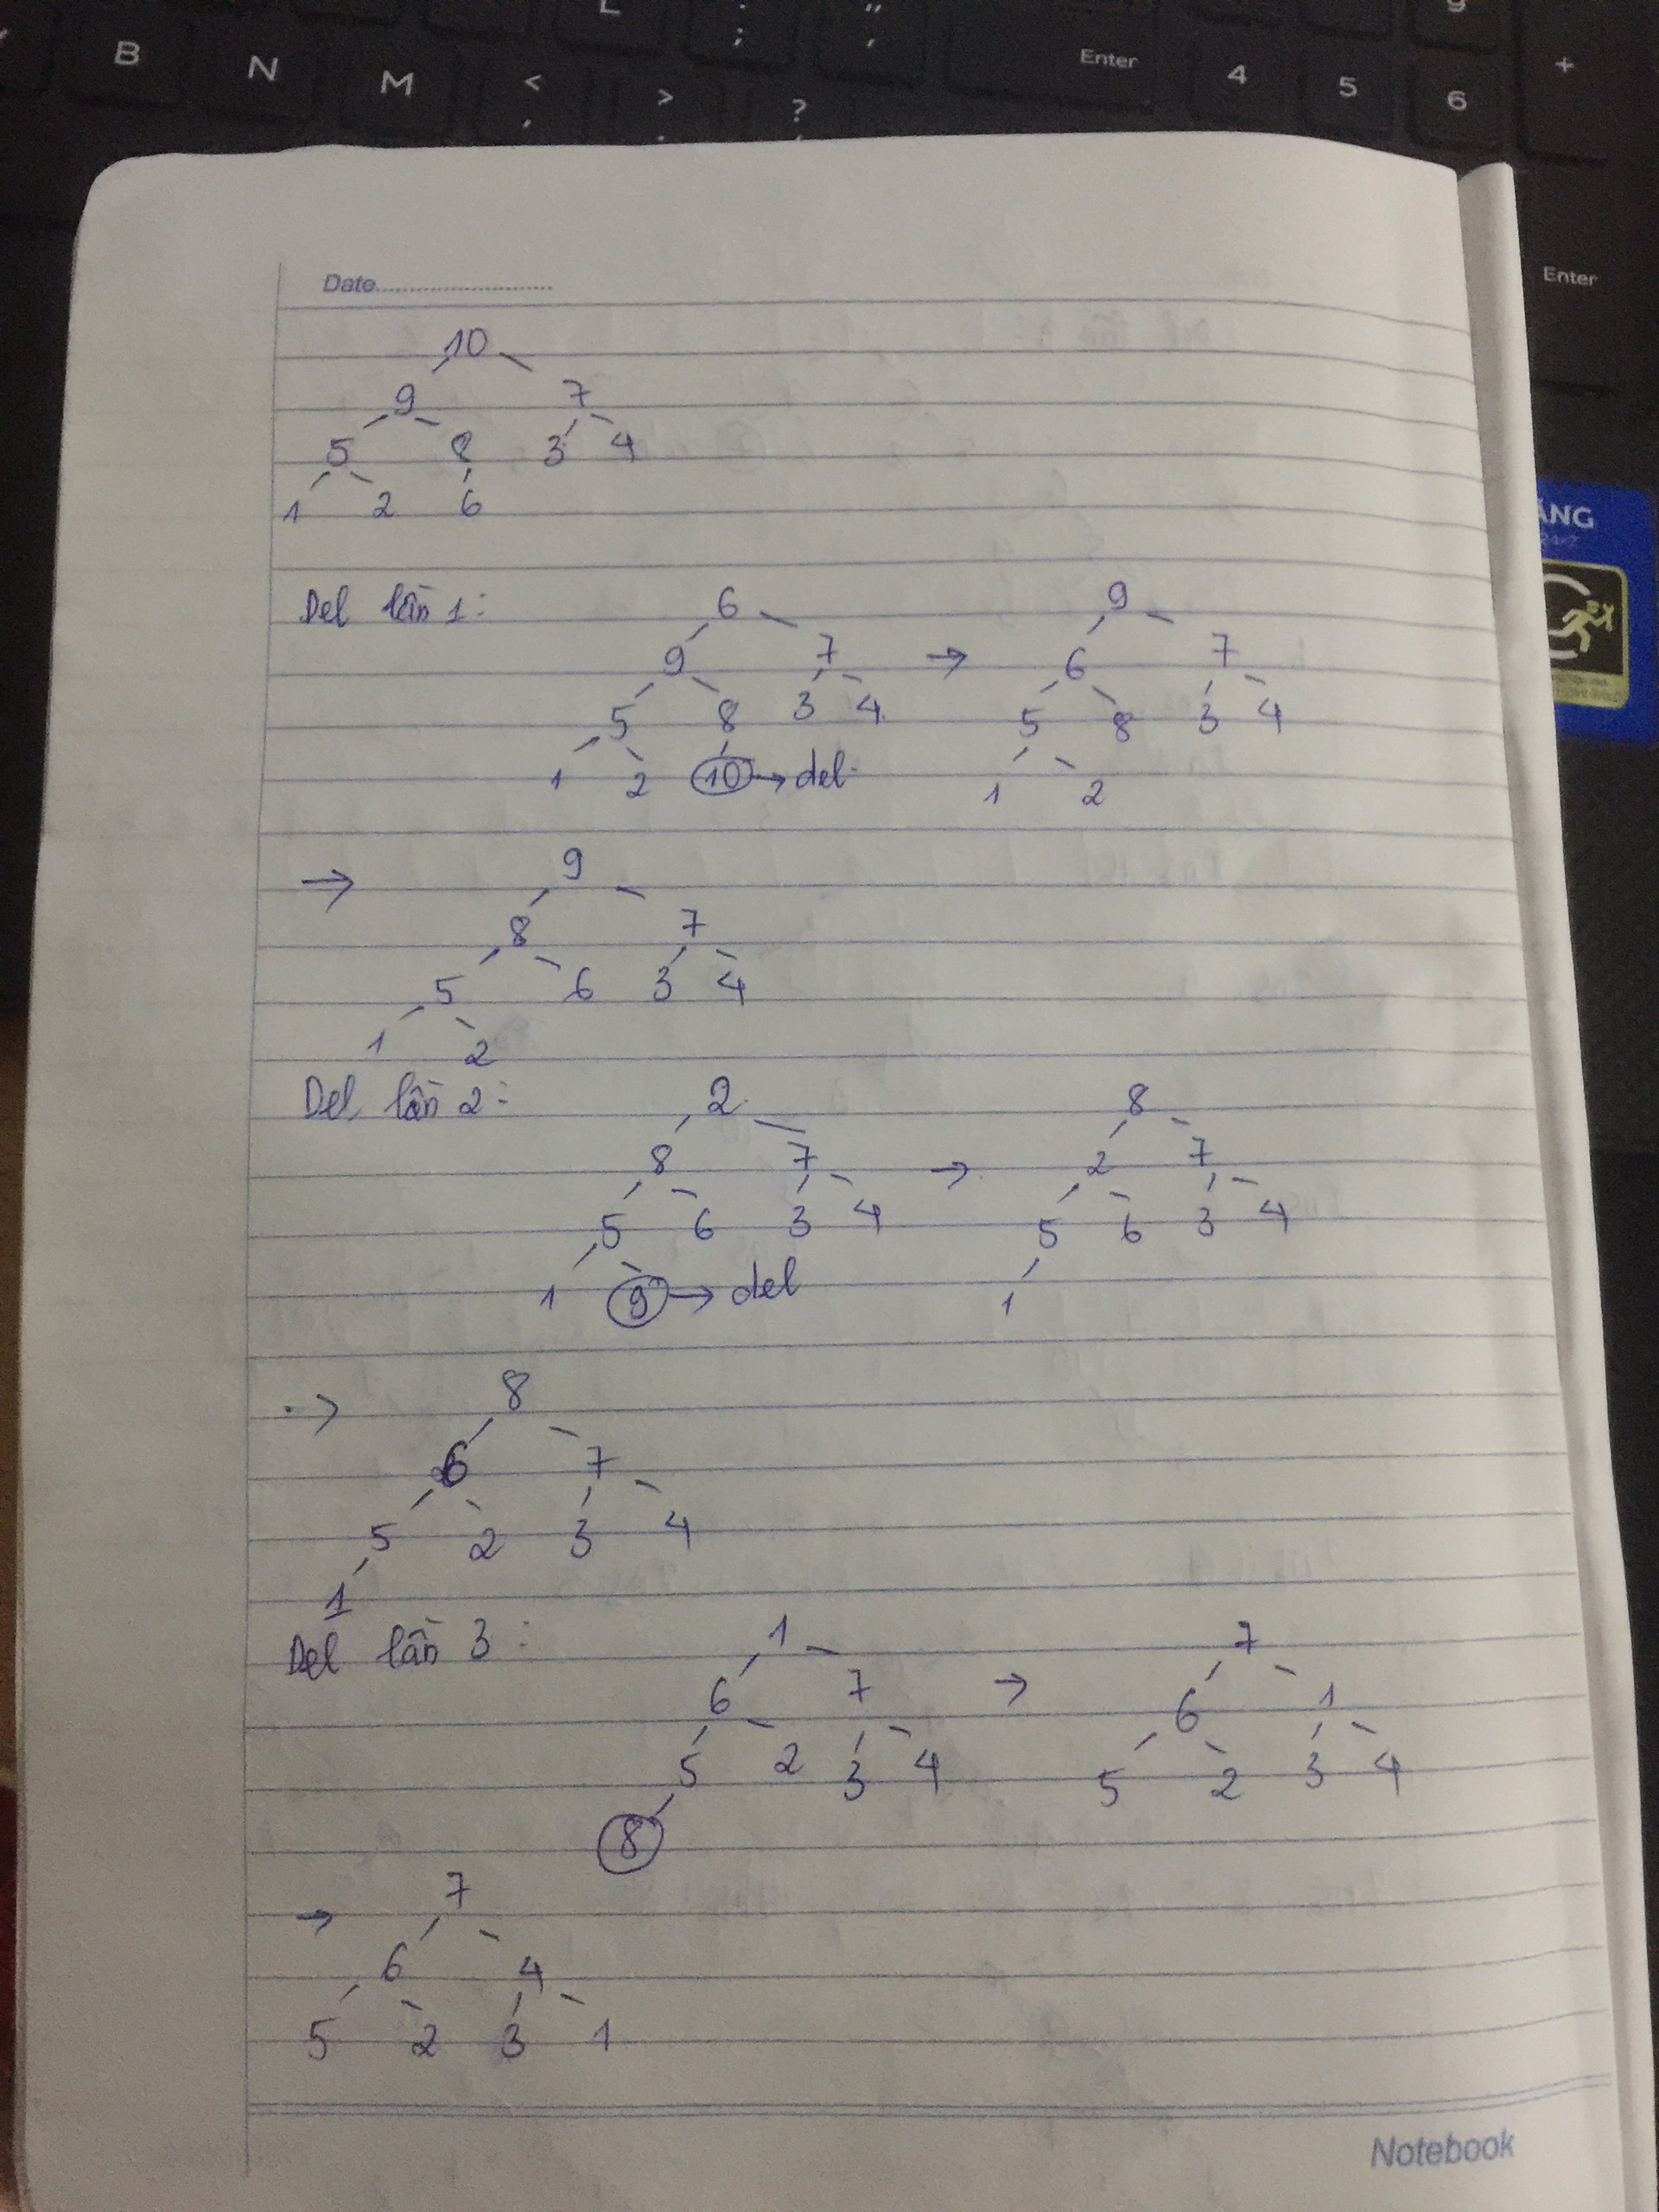 L : "
; ' 9
B N M < > ? Enter 4 5 6 +
, .
Enter
ĂNG
24x7
Date
10
9 7
5 8 3 4
1 2 6
Del lần 1: 6 9
9 7 → 6 7
5 8 3 4 5 8 3 4
1 2 10 → del 1 2
→ 9
8 7
5 6 3 4
1 2
Del lần 2: 2 8
8 7 → 2 7
5 6 3 4 5 6 3 4
1 9 → del 1
→ 8
6 7
5 2 3 4
1
Del lần 3: 1 7
6 7 → 6 1
5 2 3 4 5 2 3 4
8
→ 7
6 4
5 2 3 1
Notebook